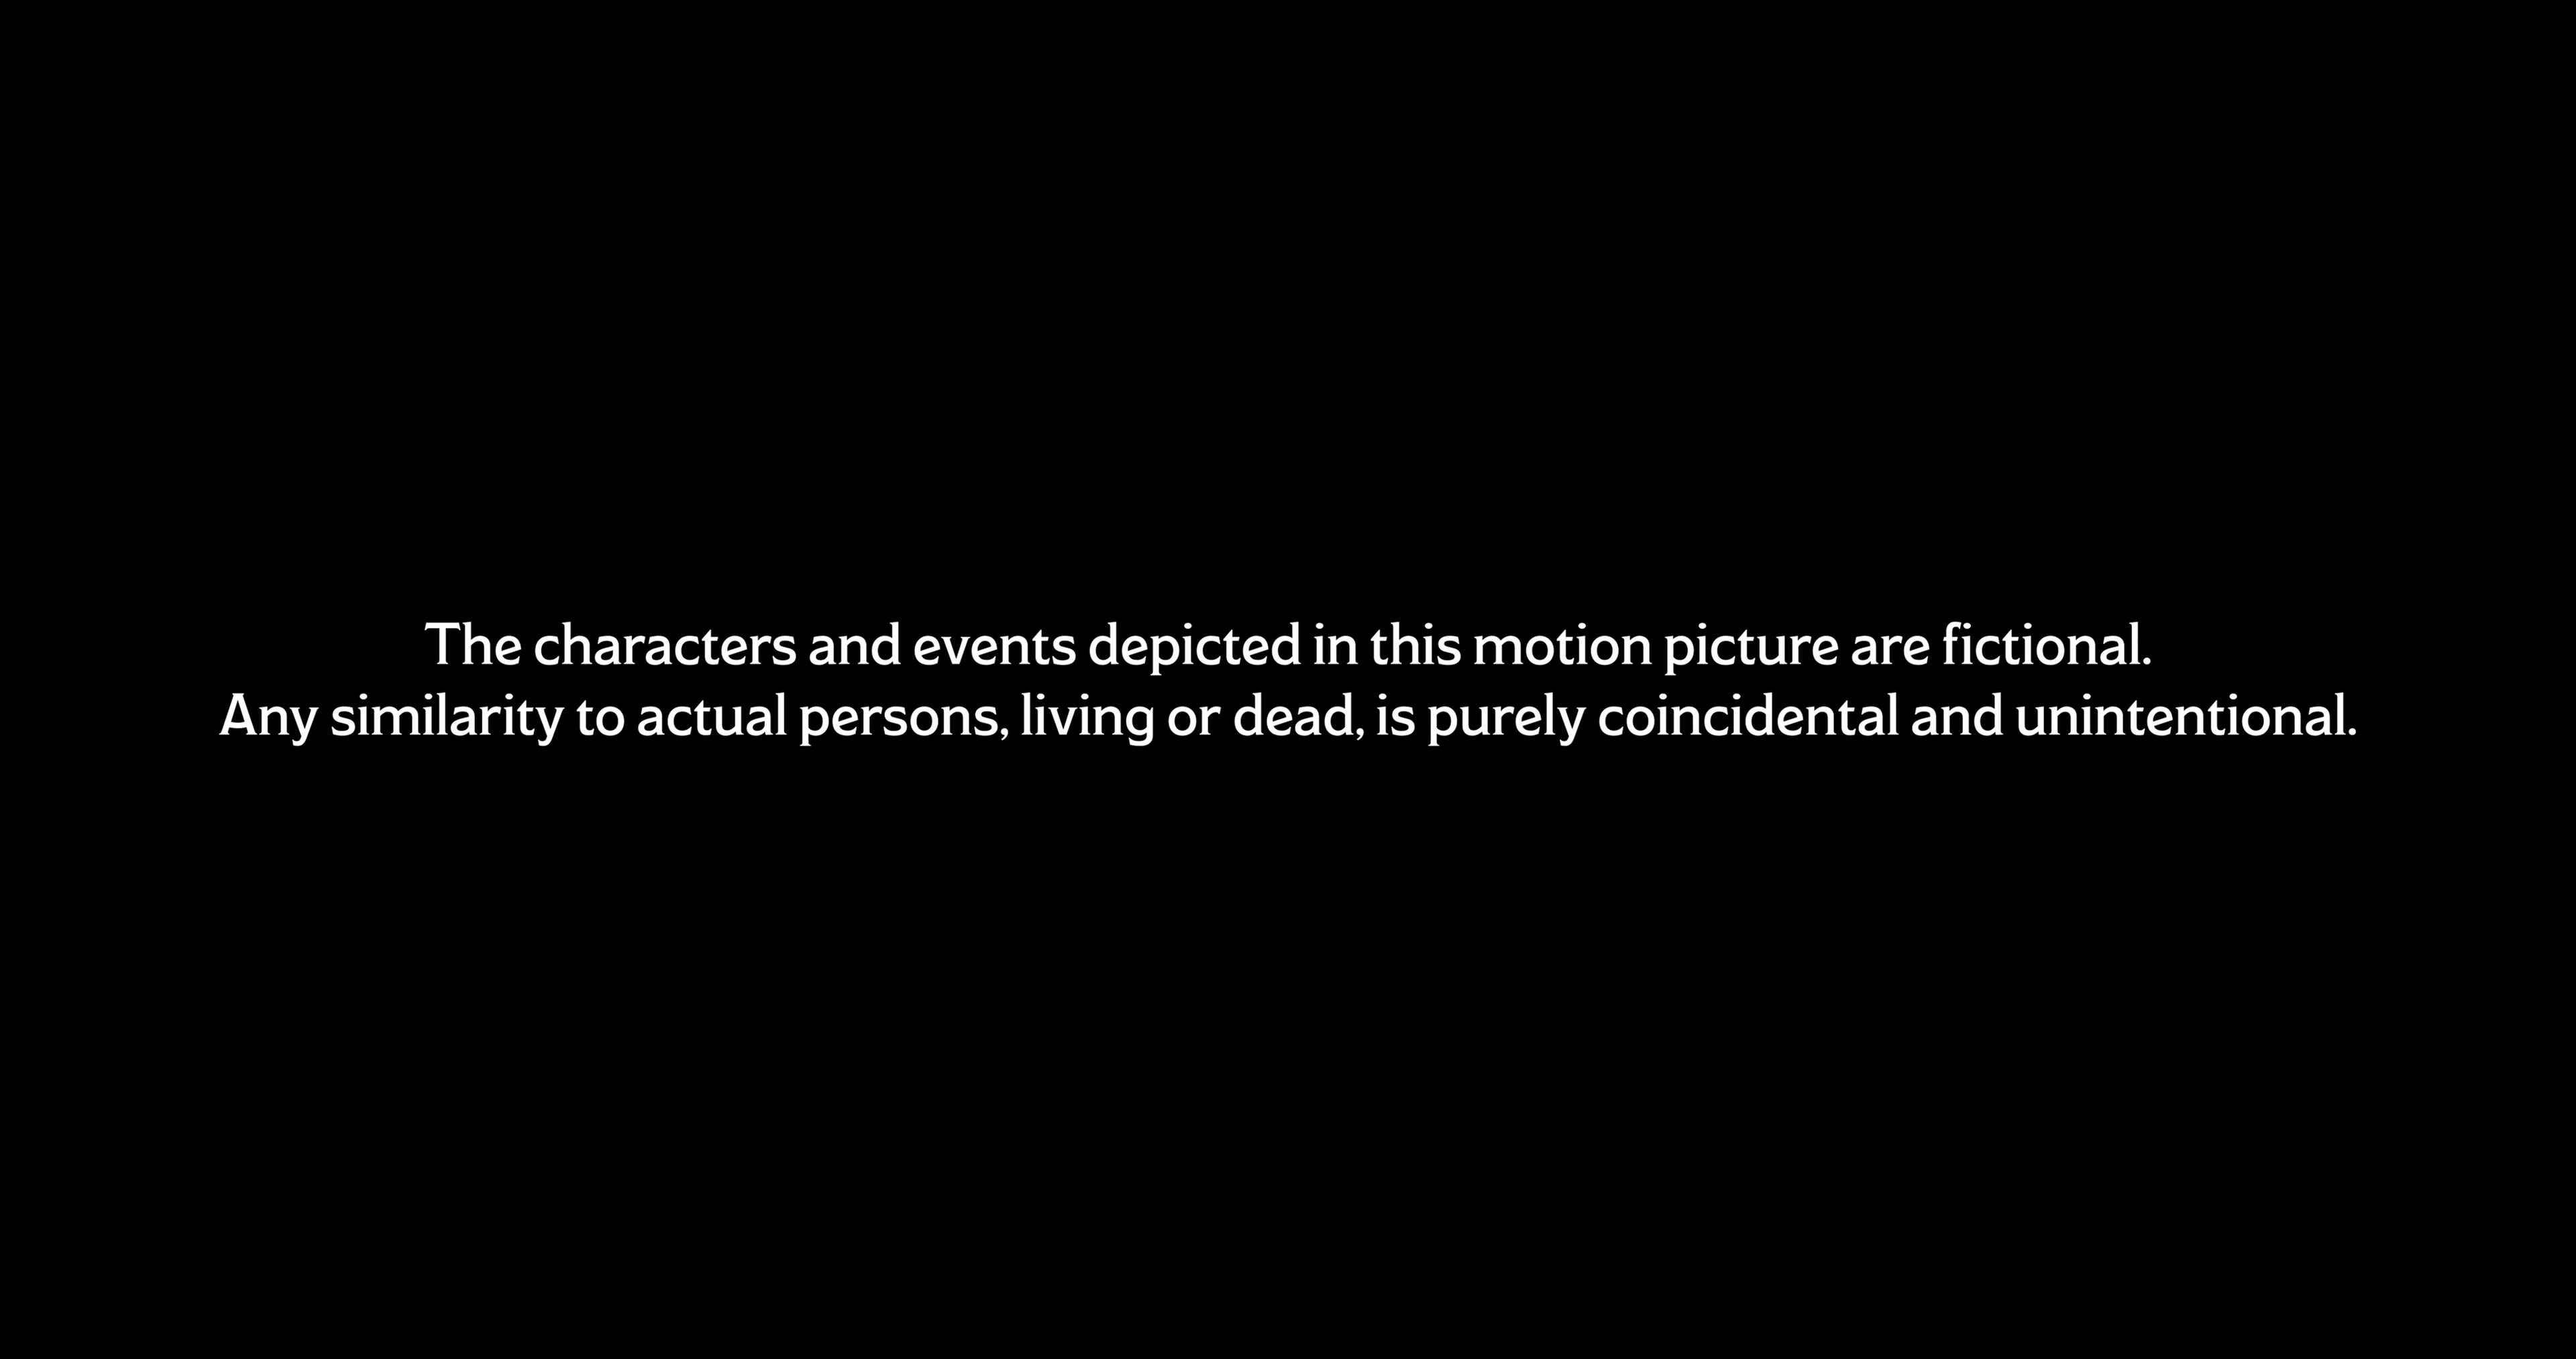 The characters and events depicted in this motion picture are fictional.
Any similarity to actual persons, living or dead, is purely coincidental and unintentional.